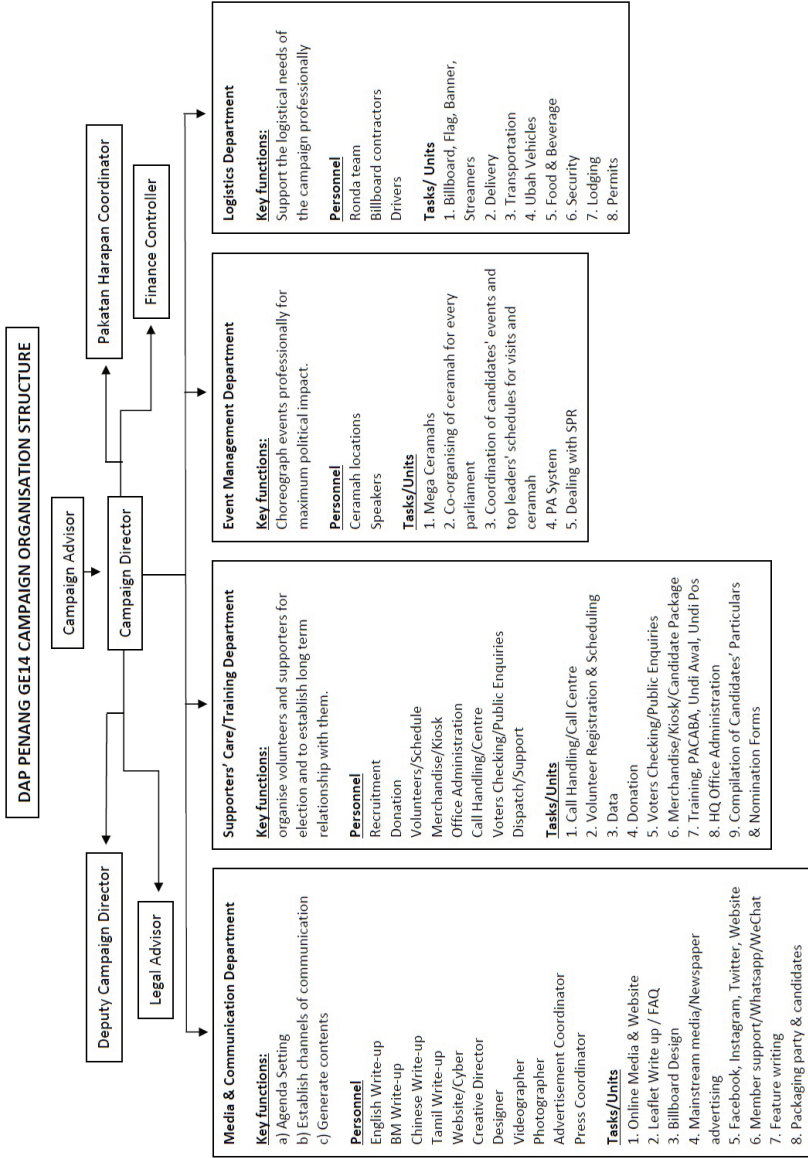 DAP PENANG GE14 CAMPAIGN ORGANISATION STRUCTURE
Campaign Advisor
Campaign Director
Deputy Campaign Director
Legal Advisor
Pakatan Harapan Coordinator
Finance Controller
Media & Communication Department
Key functions:
a) Agenda Setting
b) Establish channels of communication
c) Generate contents
Personnel
English Write-up
BM Write-up
Chinese Write-up
Tamil Write-up
Website/Cyber
Creative Director
Designer
Videographer
Photographer
Advertisement Coordinator
Press Coordinator
Tasks/Units
1. Online Media & Website
2. Leaflet Write up / FAQ
3. Billboard Design
4. Mainstream media/Newspaper
advertising
5. Facebook, Instagram, Twitter, Website
6. Member support/Whatsapp/WeChat
7. Feature writing
8. Packaging party & candidates
Supporters' Care/Training Department
Key functions:
organise volunteers and supporters for
election and to establish long term
relationship with them.
Personnel
Recruitment
Donation
Volunteers/Schedule
Merchandise/Kiosk
Office Administration
Call Handling/Centre
Voters Checking/Public Enquiries
Dispatch/Support
Tasks/Units
1. Call Handling/Call Centre
2. Volunteer Registration & Scheduling
3. Data
4. Donation
5. Voters Checking/Public Enquiries
6. Merchandise/Kiosk/Candidate Package
7. Training, PACABA, Undi Awal, Undi Pos
8. HQ Office Administration
9. Compilation of Candidates' Particulars
& Nomination Forms
Event Management Department
Key functions:
Choreograph events professionally for
maximum political impact.
Personnel
Ceramah locations
Speakers
Tasks/Units
1. Mega Ceramahs
2. Co-organising of ceramah for every
parliament
3. Coordination of candidates' events and
top leaders' schedules for visits and
ceramah
4. PA System
5. Dealing with SPR
Logistics Department
Key functions:
Support the logistical needs of
the campaign professionally
Personnel
Ronda team
Billboard contractors
Drivers
Tasks/ Units
1. Billboard, Flag, Banner,
Streamers
2. Delivery
3. Transportation
4. Ubah Vehicles
5. Food & Beverage
6. Security
7. Lodging
8. Permits